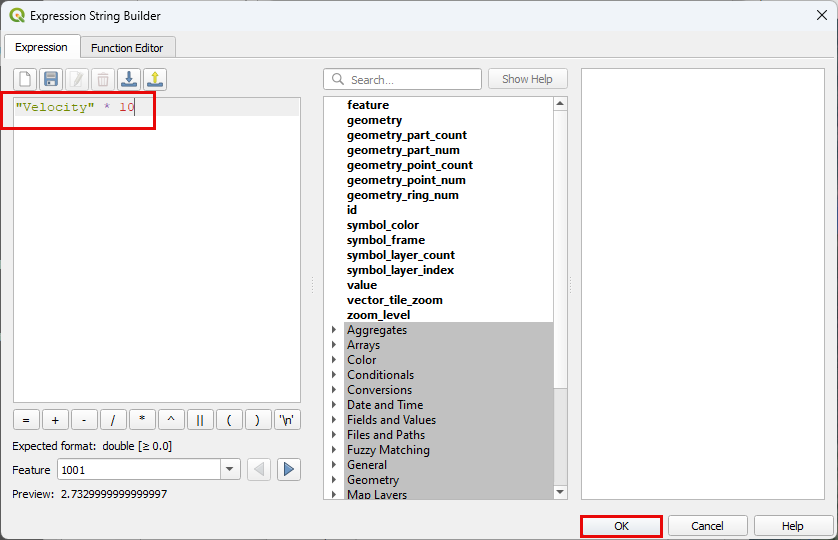 Expression String Builder
Expression
Function Editor
Search...
Show Help
"Velocity" * 10
feature
geometry
geometry_part_count
geometry_part_num
geometry_point_count
geometry_point_num
geometry_ring_num
id
symbol_color
symbol_frame
symbol_layer_count
symbol_layer_index
value
vector_tile_zoom
zoom_level
Aggregates
Arrays
Color
Conditionals
Conversions
Date and Time
Fields and Values
Files and Paths
Fuzzy Matching
General
Geometry
Map Layers
= + - / * ^ || ( ) '\n'
Expected format: double [≥ 0.0]
Feature 1001
Preview: 2.7329999999999997
OK
Cancel
Help